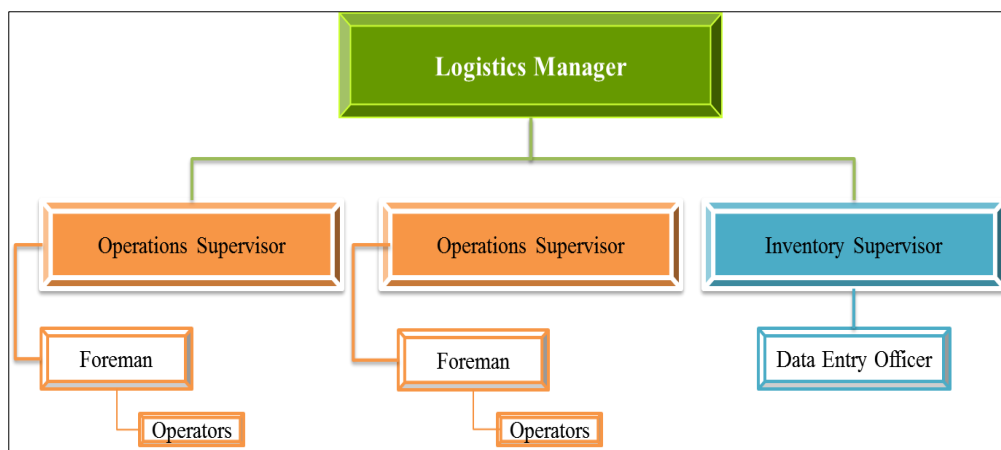 Logistics Manager
Operations Supervisor
Operations Supervisor
Inventory Supervisor
Foreman
Foreman
Data Entry Officer
Operators
Operators